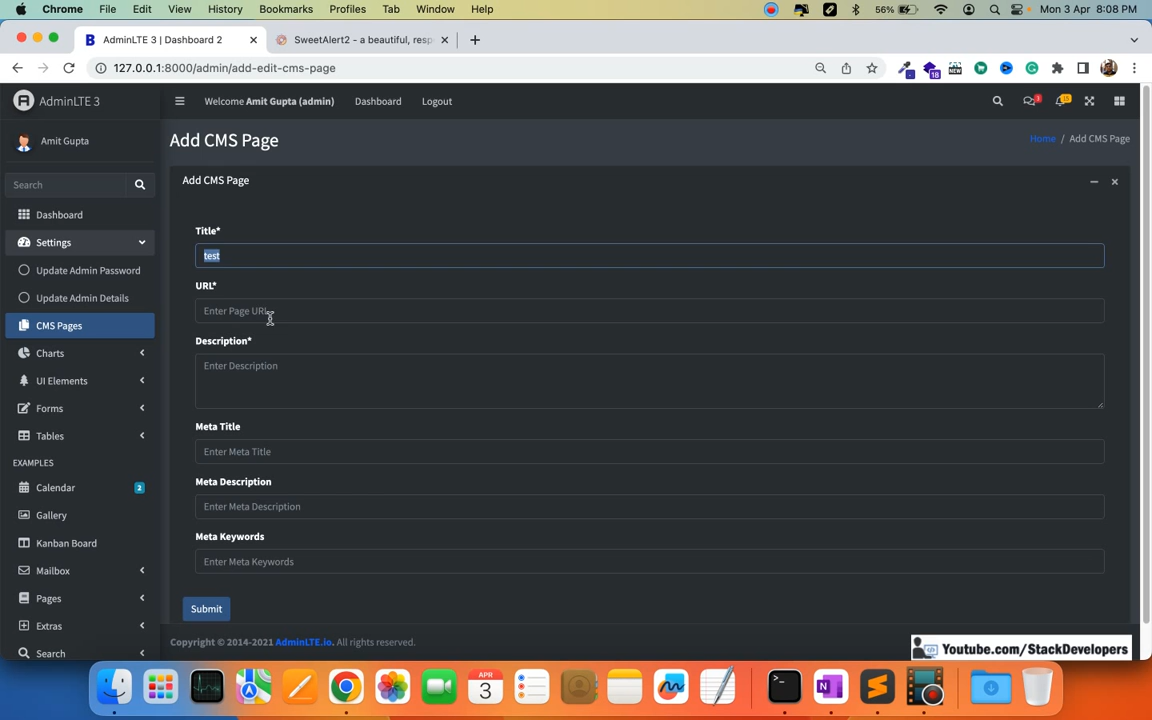 Chrome File Edit View History Bookmarks Profiles Tab Window Help 56% Mon 3 Apr 8:08 PM
AdminLTE 3 | Dashboard 2 SweetAlert2 - a beautiful, resp
127.0.0.1:8000/admin/add-edit-cms-page
18
NEW
AdminLTE 3
Welcome Amit Gupta (admin) Dashboard Logout
3
15
Amit Gupta
Add CMS Page
Home / Add CMS Page
Search
Dashboard
Settings
Update Admin Password
Update Admin Details
CMS Pages
Charts
UI Elements
Forms
Tables
EXAMPLES
Calendar 2
Gallery
Kanban Board
Mailbox
Pages
Extras
Search
Add CMS Page
Title*
test
URL*
Enter Page URL
Description*
Enter Description
Meta Title
Enter Meta Title
Meta Description
Enter Meta Description
Meta Keywords
Enter Meta Keywords
Submit
Copyright © 2014-2021 AdminLTE.io. All rights reserved.
Youtube.com/StackDevelopers
APR
3